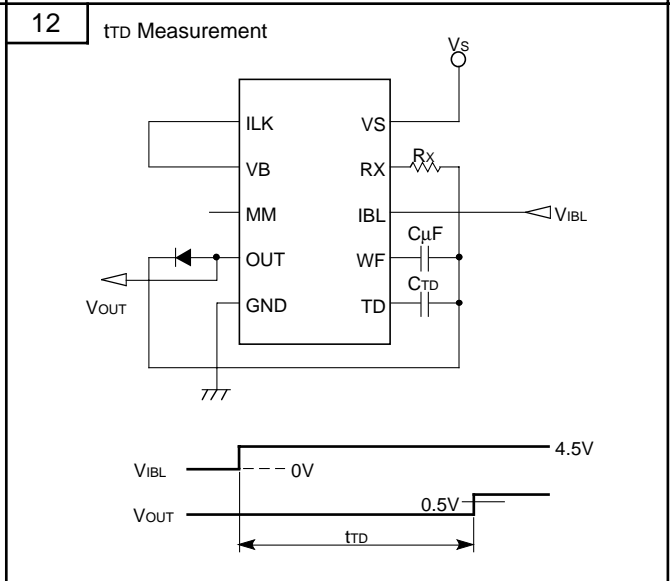 12 tTD Measurement
VS
ILK VS
VB RX RX
MM IBL VIBL
CμF
OUT WF
CTD
VOUT
GND TD
4.5V
VIBL 0V
0.5V
VOUT
tTD